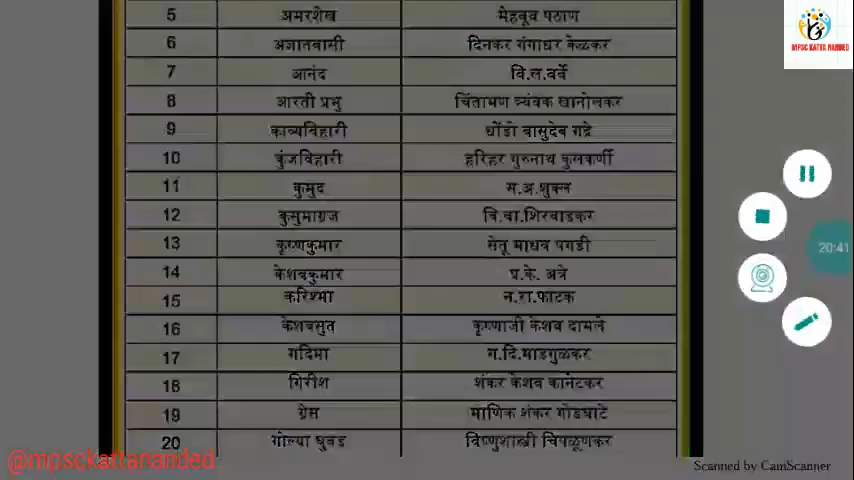 5 अमरशेख मेहबूब पठाण
6 अज्ञातवासी दिनकर गंगाधर केळकर
7 आनंद वि.ल.बर्वे
8 आरती प्रभु चिंतामण त्र्यंबक खानोलकर
9 काव्यविहारी धोंडो वासुदेव गद्रे
10 कुंजविहारी हरिहर गुरुनाथ कुलकर्णी
11 कुमुद स.अ.शुक्ल
12 कुसुमाग्रज वि.वा.शिरवाडकर
13 कृष्णकुमार सेतू माधव पगडी
14 केशवकुमार प्र.के. अत्रे
15 करिश्मा न.रा.फाटक
16 केशवसुत कृष्णाजी केशव दामले
17 गदिमा ग.दि.माडगुळकर
18 गिरीश शंकर केशव कानेटकर
19 ग्रेस माणिक शंकर गोडघाटे
20 गोल्या घुबड विष्णुशास्त्री चिपळूणकर
MPSC KATTA NANDED
20:41
@mpsckattananded
Scanned by CamScanner